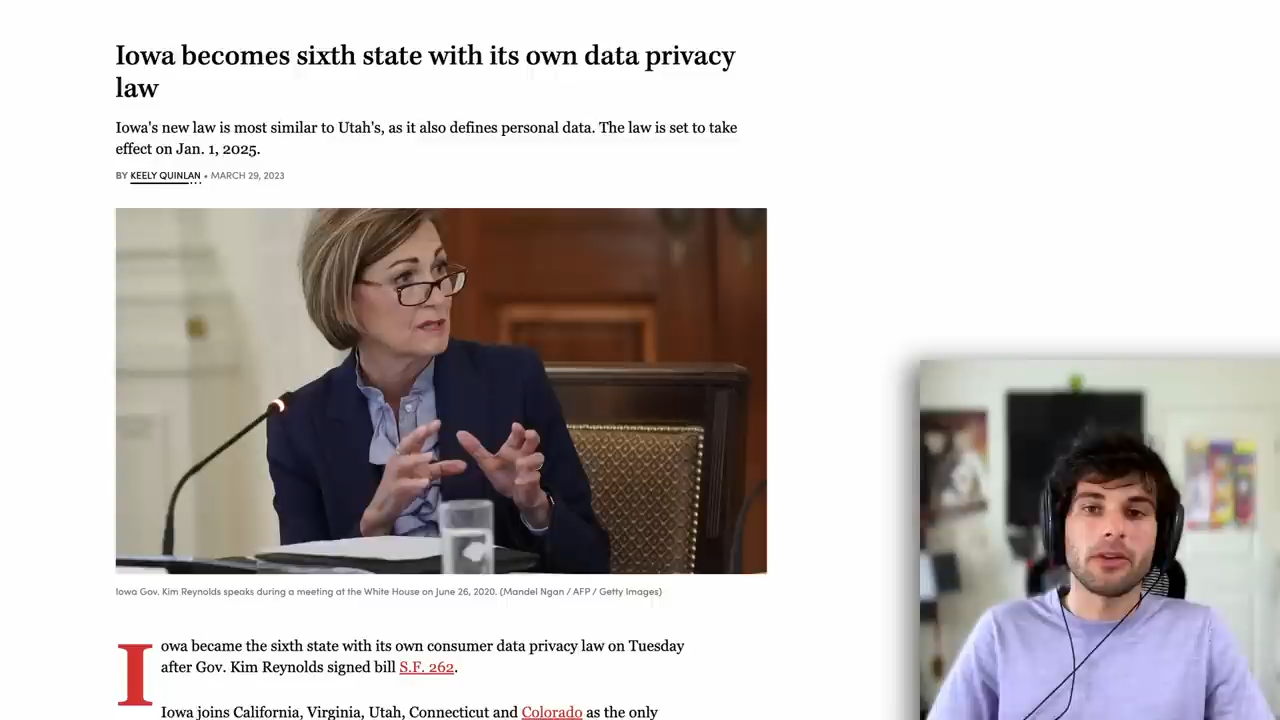 Iowa becomes sixth state with its own data privacy
law
Iowa's new law is most similar to Utah's, as it also defines personal data. The law is set to take
effect on Jan. 1, 2025.
BY KEELY QUINLAN • MARCH 29, 2023
Iowa Gov. Kim Reynolds speaks during a meeting at the White House on June 26, 2020. (Mandel Ngan / AFP / Getty Images)
Iowa became the sixth state with its own consumer data privacy law on Tuesday
after Gov. Kim Reynolds signed bill S.F. 262.
Iowa joins California, Virginia, Utah, Connecticut and Colorado as the only